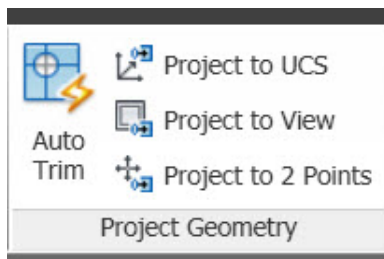 Auto
Trim
Project to UCS
Project to View
Project to 2 Points
Project Geometry